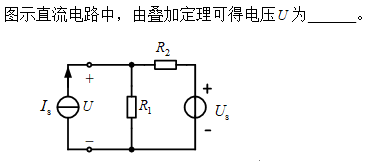 图示直流电路中，由叠加定理可得电压U为______。
R₂
+
Iₛ U R₁ + Uₛ -
−